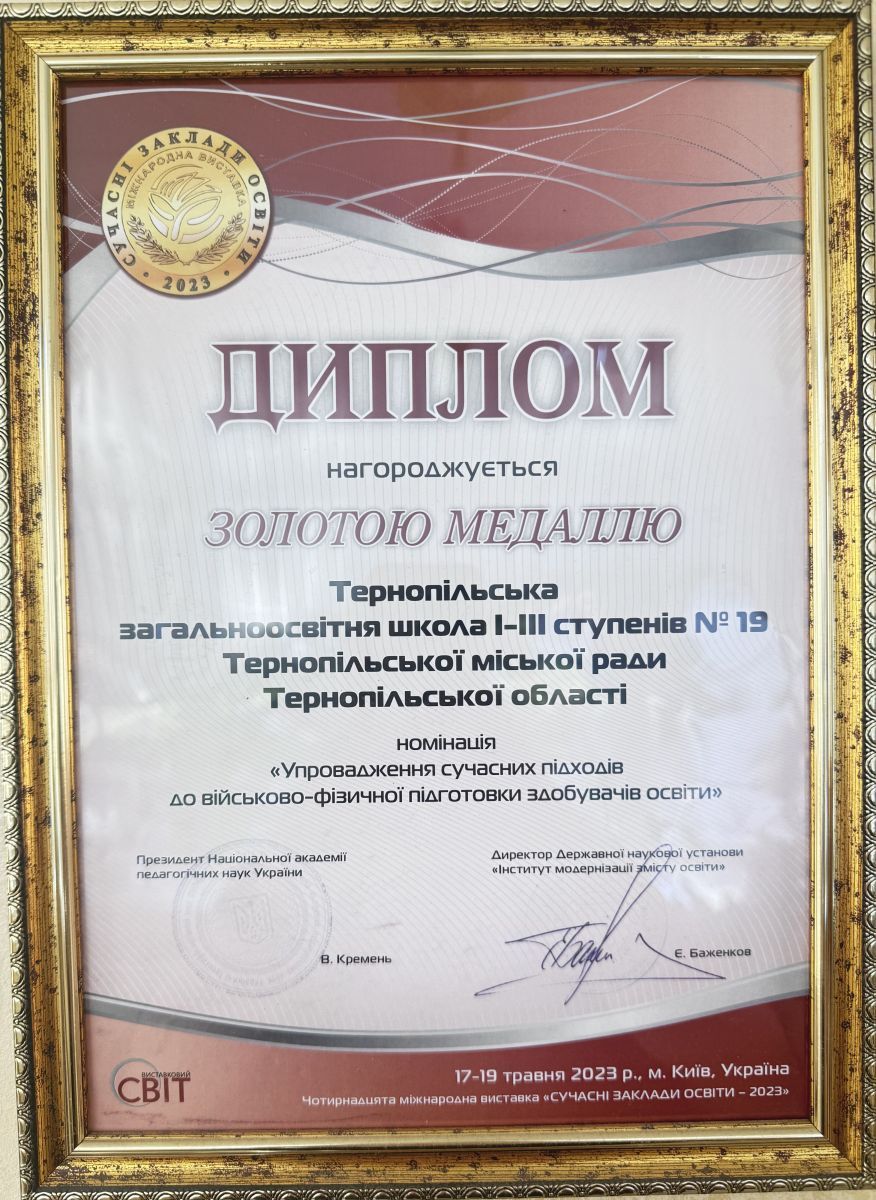 СУЧАСНІ ЗАКЛАДИ ОСВІТИ
МІЖНАРОДНА ВИСТАВКА
• 2023 •
ДИПЛОМ
нагороджується
ЗОЛОТОЮ МЕДАЛЛЮ
Тернопільська
загальноосвітня школа І-ІІІ ступенів № 19
Тернопільської міської ради
Тернопільської області
номінація
«Упровадження сучасних підходів
до військово-фізичної підготовки здобувачів освіти»
Президент Національної академії
педагогічних наук України
В. Кремень
Директор Державної наукової установи
«Інститут модернізації змісту освіти»
Є. Баженков
ВИСТАВКОВИЙ
СВІТ
17-19 травня 2023 р., м. Київ, Україна
Чотирнадцята міжнародна виставка «СУЧАСНІ ЗАКЛАДИ ОСВІТИ – 2023»